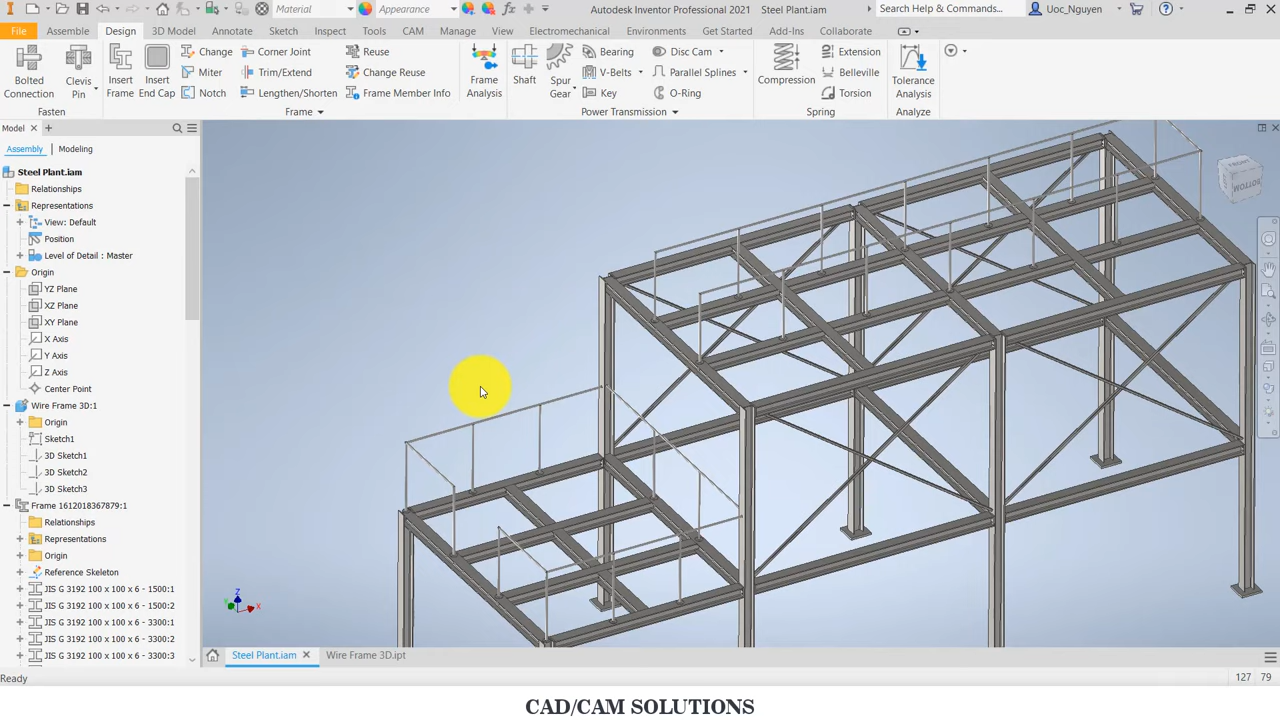 Material
Appearance
Autodesk Inventor Professional 2021
Steel Plant.iam
Search Help & Commands...
Uoc_Nguyen
File
Assemble
Design
3D Model
Sketch
Annotate
Inspect
Tools
CAM
Manage
View
Electromechanical
Environments
Get Started
Add-Ins
Collaborate
Bolted
Connection
Clevis
Pin
Fasten
Insert
Frame
Insert
End Cap
Change
Miter
Notch
Corner Joint
Trim/Extend
Lengthen/Shorten
Reuse
Change Reuse
Frame Member Info
Frame
Frame
Analysis
Shaft
Spur
Gear
Bearing
V-Belts
Key
Disc Cam
Parallel Splines
O-Ring
Power Transmission
Compression
Extension
Belleville
Torsion
Spring
Tolerance
Analysis
Analyze
Model
Assembly
Modeling
Steel Plant.iam
Relationships
Representations
View: Default
Position
Level of Detail : Master
Origin
YZ Plane
XZ Plane
XY Plane
X Axis
Y Axis
Z Axis
Center Point
Wire Frame 3D:1
Origin
Sketch1
3D Sketch1
3D Sketch2
3D Sketch3
Frame 1612018367879:1
Relationships
Representations
Origin
Reference Skeleton
JIS G 3192 100 x 100 x 6 - 1500:1
JIS G 3192 100 x 100 x 6 - 1500:2
JIS G 3192 100 x 100 x 6 - 3300:1
JIS G 3192 100 x 100 x 6 - 3300:2
JIS G 3192 100 x 100 x 6 - 3300:3
BOTTOM
Z
X
Steel Plant.iam
Wire Frame 3D.ipt
Ready
127
79
CAD/CAM SOLUTIONS